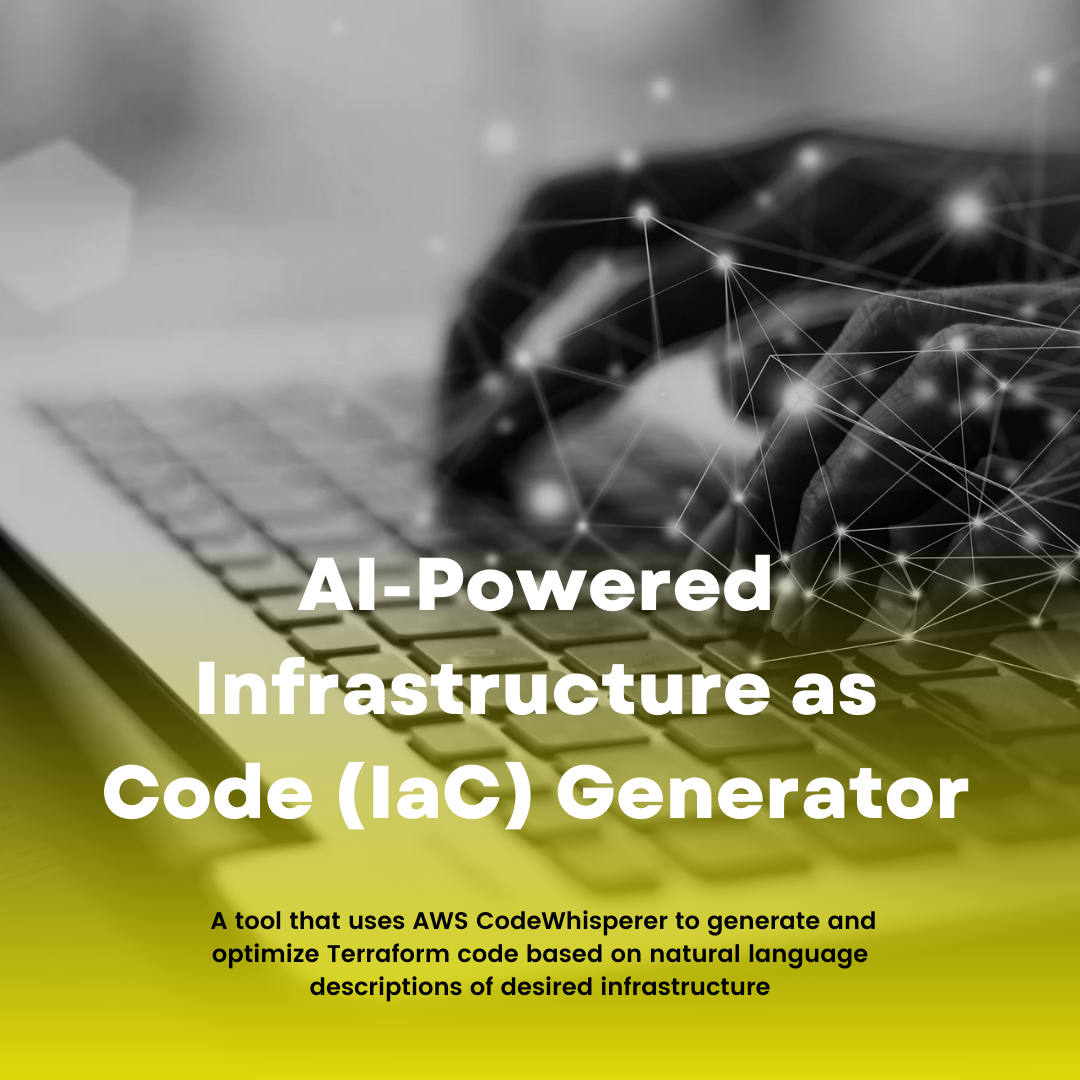 AI-Powered
Infrastructure as
Code (IaC) Generator
A tool that uses AWS CodeWhisperer to generate and
optimize Terraform code based on natural language
descriptions of desired infrastructure